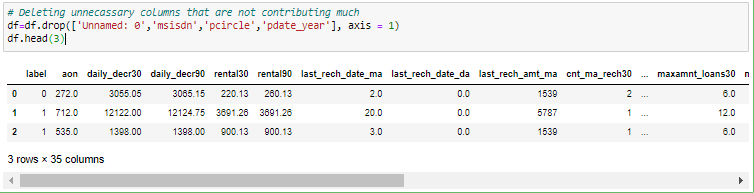 # Deleting unnecassary columns that are not contributing much
df=df.drop(['Unnamed: 0','msisdn','pcircle','pdate_year'], axis = 1)
df.head(3)
label aon daily_decr30 daily_decr90 rental30 rental90 last_rech_date_ma last_rech_date_da last_rech_amt_ma cnt_ma_rech30 ... maxamnt_loans30 n
0 0 272.0 3055.05 3065.15 220.13 260.13 2.0 0.0 1539 2 ... 6.0
1 1 712.0 12122.00 12124.75 3691.26 3691.26 20.0 0.0 5787 1 ... 12.0
2 1 535.0 1398.00 1398.00 900.13 900.13 3.0 0.0 1539 1 ... 6.0
3 rows × 35 columns